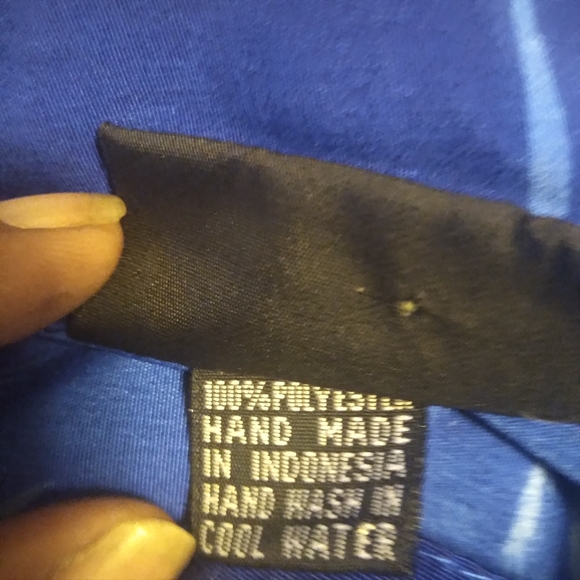 100% POLYESTER
HAND MADE
IN INDONESIA
HAND WASH IN
COOL WATER